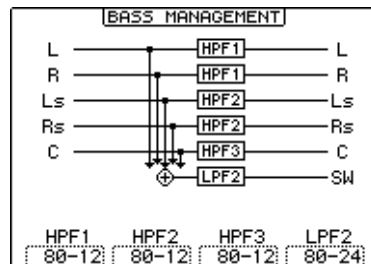 BASS MANAGEMENT
L HPF1 L
R HPF1 R
Ls HPF2 Ls
Rs HPF2 Rs
C HPF3 C
LPF2 SW
HPF1 HPF2 HPF3 LPF2
80-12 80-12 80-12 80-24